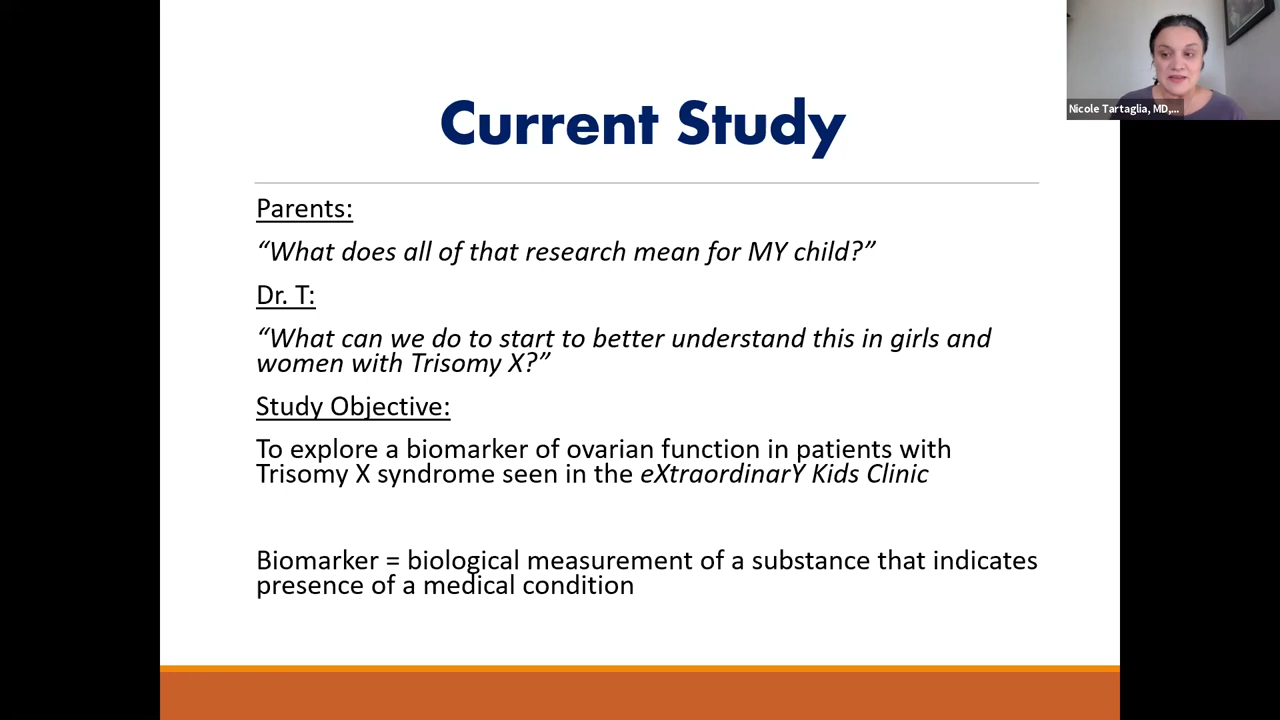 Nicole Tartaglia, MD,...
Current Study
Parents:
“What does all of that research mean for MY child?”
Dr. T:
“What can we do to start to better understand this in girls and
women with Trisomy X?”
Study Objective:
To explore a biomarker of ovarian function in patients with
Trisomy X syndrome seen in the eXtraordinarY Kids Clinic
Biomarker = biological measurement of a substance that indicates
presence of a medical condition